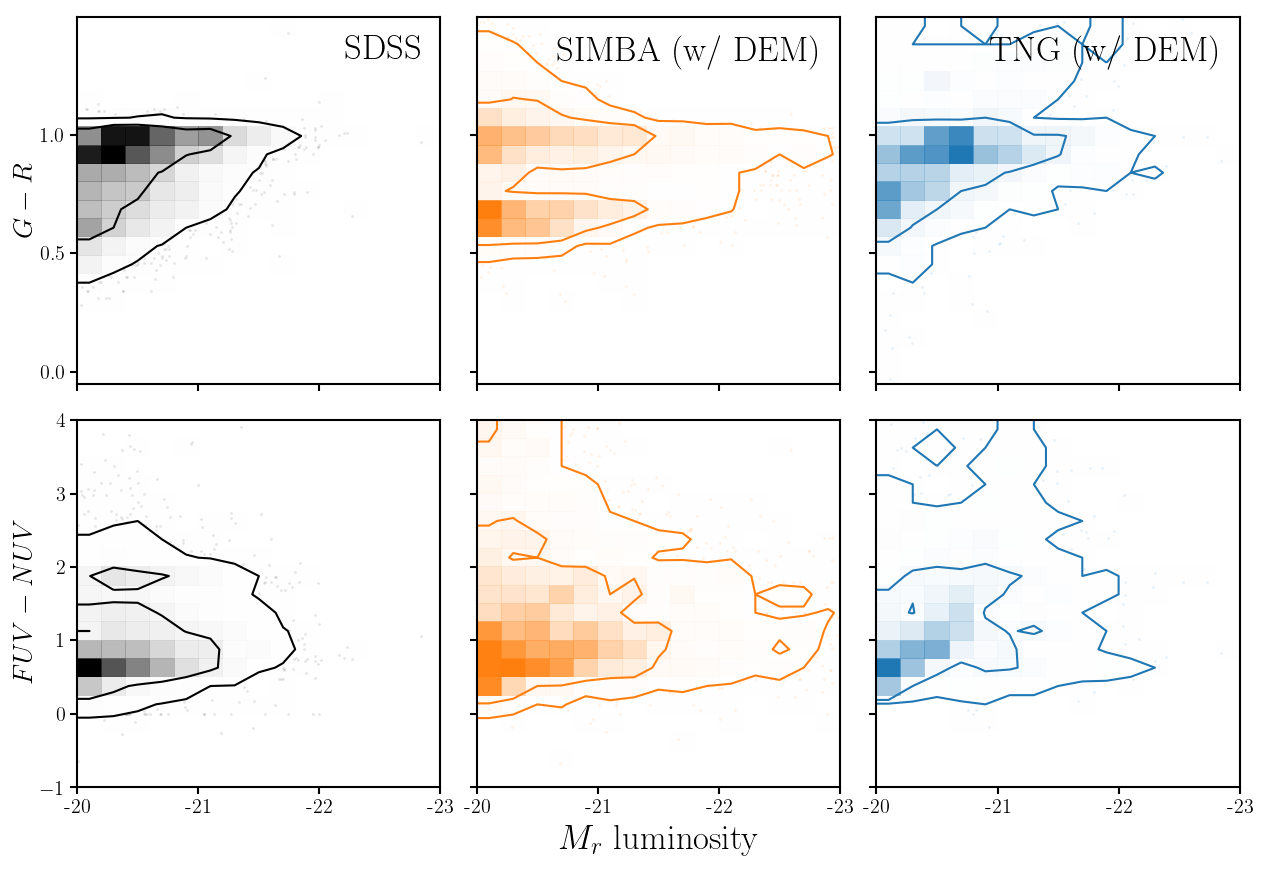 SDSS
SIMBA (w/ DEM)
TNG (w/ DEM)
1.0
0.5
0.0
G − R
4
3
2
1
0
−1
FUV − NUV
-20 -21 -22 -23
-20 -21 -22 -23
-20 -21 -22 -23
M_r luminosity